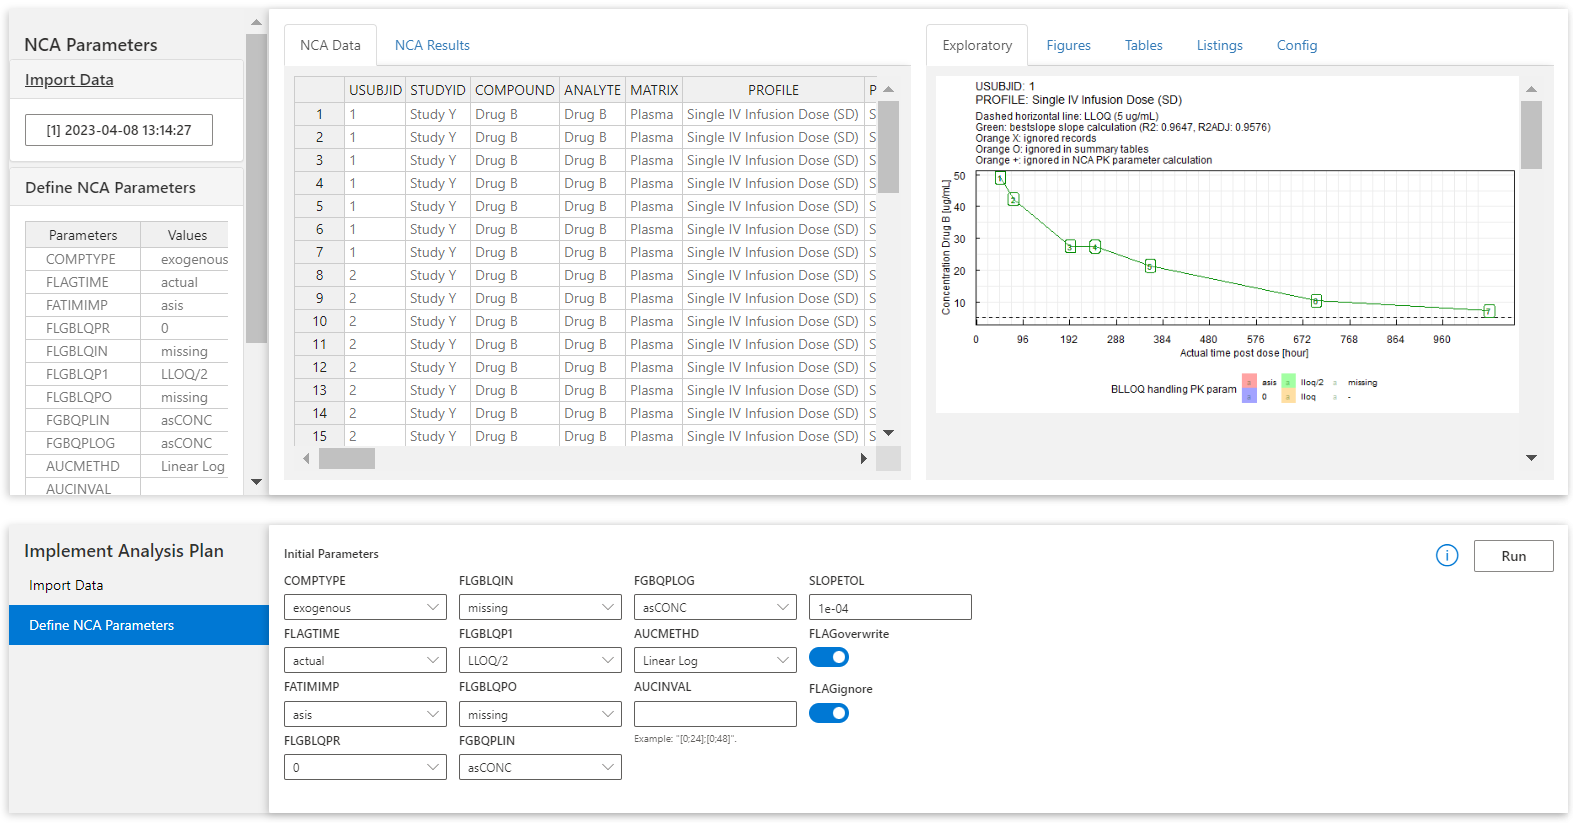 NCA Parameters
Import Data
[1] 2023-04-08 13:14:27
Define NCA Parameters
Parameters Values
COMPTYPE exogenous
FLAGTIME actual
FATIMIMP asis
FLGBLQPR 0
FLGBLQIN missing
FLGBLQP1 LLOQ/2
FLGBLQPO missing
FGBQPLIN asCONC
FGBQPLOG asCONC
AUCMETHD Linear Log
AUCINVAL
NCA Data NCA Results
USUBJID STUDYID COMPOUND ANALYTE MATRIX PROFILE P
1 1 Study Y Drug B Drug B Plasma Single IV Infusion Dose (SD) S
2 1 Study Y Drug B Drug B Plasma Single IV Infusion Dose (SD) S
3 1 Study Y Drug B Drug B Plasma Single IV Infusion Dose (SD) S
4 1 Study Y Drug B Drug B Plasma Single IV Infusion Dose (SD) S
5 1 Study Y Drug B Drug B Plasma Single IV Infusion Dose (SD) S
6 1 Study Y Drug B Drug B Plasma Single IV Infusion Dose (SD) S
7 1 Study Y Drug B Drug B Plasma Single IV Infusion Dose (SD) S
8 2 Study Y Drug B Drug B Plasma Single IV Infusion Dose (SD) S
9 2 Study Y Drug B Drug B Plasma Single IV Infusion Dose (SD) S
10 2 Study Y Drug B Drug B Plasma Single IV Infusion Dose (SD) S
11 2 Study Y Drug B Drug B Plasma Single IV Infusion Dose (SD) S
12 2 Study Y Drug B Drug B Plasma Single IV Infusion Dose (SD) S
13 2 Study Y Drug B Drug B Plasma Single IV Infusion Dose (SD) S
14 2 Study Y Drug B Drug B Plasma Single IV Infusion Dose (SD) S
15 2 Study Y Drug B Drug B Plasma Single IV Infusion Dose (SD) S
Exploratory Figures Tables Listings Config
USUBJID: 1
PROFILE: Single IV Infusion Dose (SD)
Dashed horizontal line: LLOQ (5 ug/mL)
Green: bestslope slope calculation (R2: 0.9647, R2ADJ: 0.9576)
Orange X: ignored records
Orange O: ignored in summary tables
Orange +: ignored in NCA PK parameter calculation
Concentration Drug B [ug/mL]
50
40
30
20
10
1
2
3 4
5
6
7
0 96 192 288 384 480 576 672 768 864 960
Actual time post dose [hour]
BLLOQ handling PK param
a asis a lloq/2 a missing
a 0 a lloq a -
Implement Analysis Plan
Import Data
Define NCA Parameters
Initial Parameters
Run
COMPTYPE FLGBLQIN FGBQPLOG SLOPETOL
exogenous missing asCONC 1e-04
FLAGTIME FLGBLQP1 AUCMETHD FLAGoverwrite
actual LLOQ/2 Linear Log
FATIMIMP FLGBLQPO AUCINVAL FLAGignore
asis missing
Example: "[0;24];[0;48]".
FLGBLQPR FGBQPLIN
0 asCONC